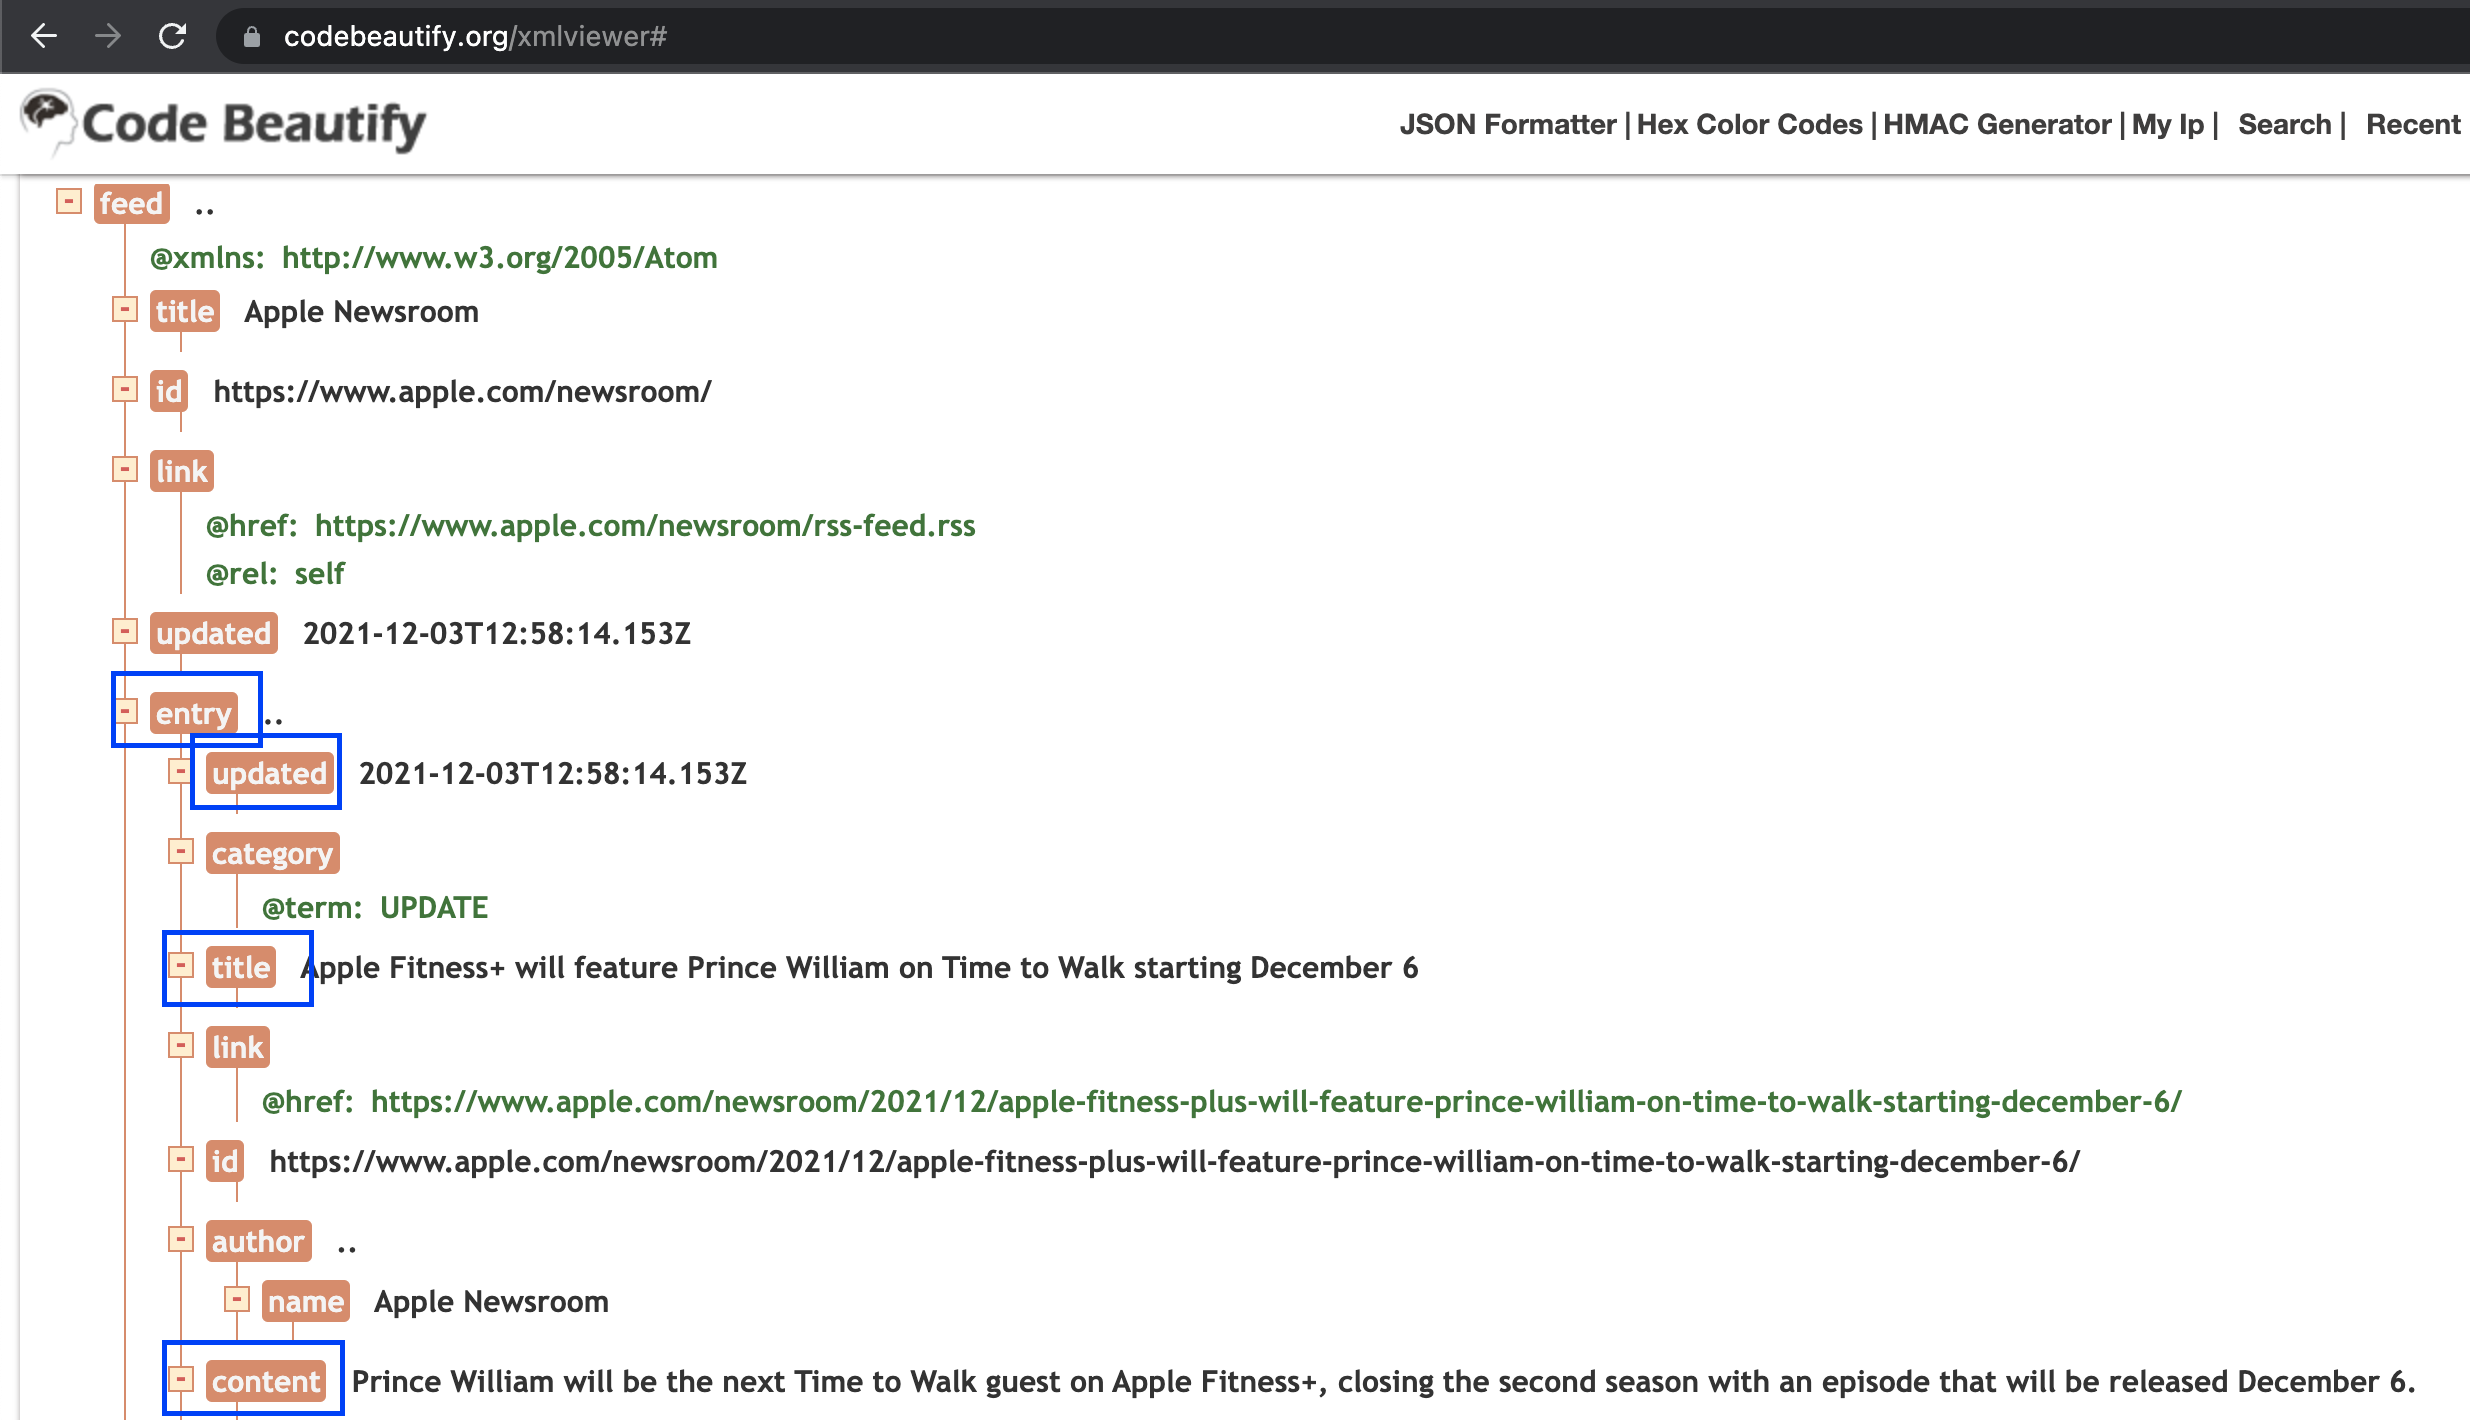 codebeautify.org/xmlviewer#
Code Beautify
JSON Formatter | Hex Color Codes | HMAC Generator | My Ip | Search | Recent
- feed ..
@xmlns: http://www.w3.org/2005/Atom
- title Apple Newsroom
- id https://www.apple.com/newsroom/
- link
@href: https://www.apple.com/newsroom/rss-feed.rss
@rel: self
- updated 2021-12-03T12:58:14.153Z
- entry ..
- updated 2021-12-03T12:58:14.153Z
- category
@term: UPDATE
- title Apple Fitness+ will feature Prince William on Time to Walk starting December 6
- link
@href: https://www.apple.com/newsroom/2021/12/apple-fitness-plus-will-feature-prince-william-on-time-to-walk-starting-december-6/
- id https://www.apple.com/newsroom/2021/12/apple-fitness-plus-will-feature-prince-william-on-time-to-walk-starting-december-6/
- author ..
- name Apple Newsroom
- content Prince William will be the next Time to Walk guest on Apple Fitness+, closing the second season with an episode that will be released December 6.